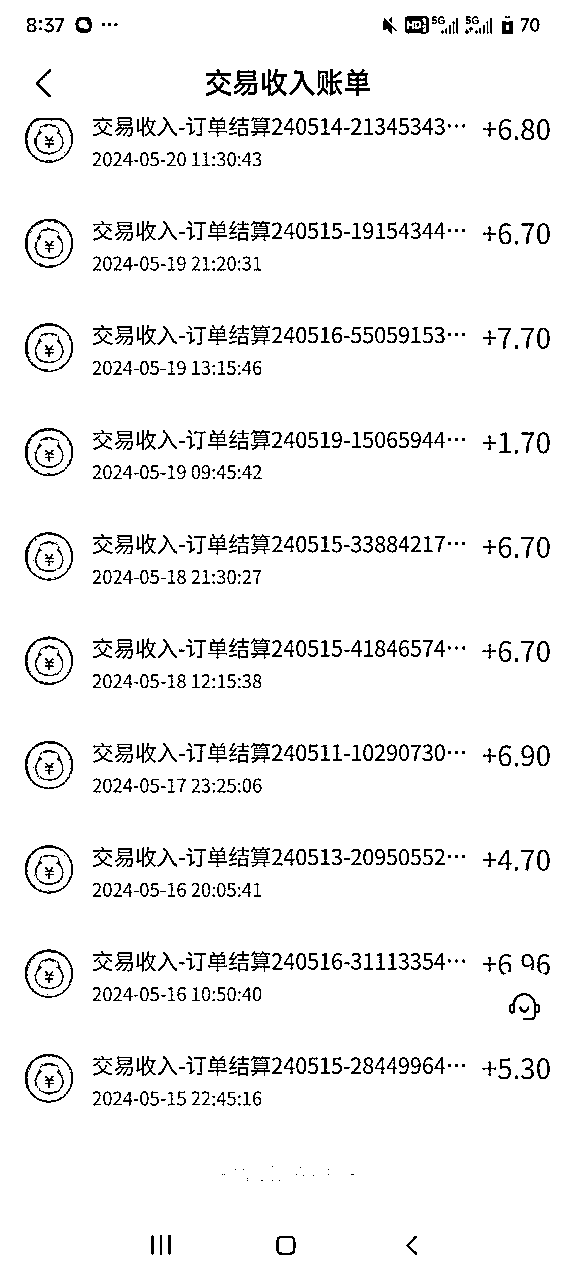 8:37 ··· HD 5G 5G 70
交易收入账单
交易收入-订单结算240514-21345343··· +6.80
2024-05-20 11:30:43
交易收入-订单结算240515-19154344··· +6.70
2024-05-19 21:20:31
交易收入-订单结算240516-55059153··· +7.70
2024-05-19 13:15:46
交易收入-订单结算240519-15065944··· +1.70
2024-05-19 09:45:42
交易收入-订单结算240515-33884217··· +6.70
2024-05-18 21:30:27
交易收入-订单结算240515-41846574··· +6.70
2024-05-18 12:15:38
交易收入-订单结算240511-10290730··· +6.90
2024-05-17 23:25:06
交易收入-订单结算240513-20950552··· +4.70
2024-05-16 20:05:41
交易收入-订单结算240516-31113354··· +6.96
2024-05-16 10:50:40
交易收入-订单结算240515-28449964··· +5.30
2024-05-15 22:45:16